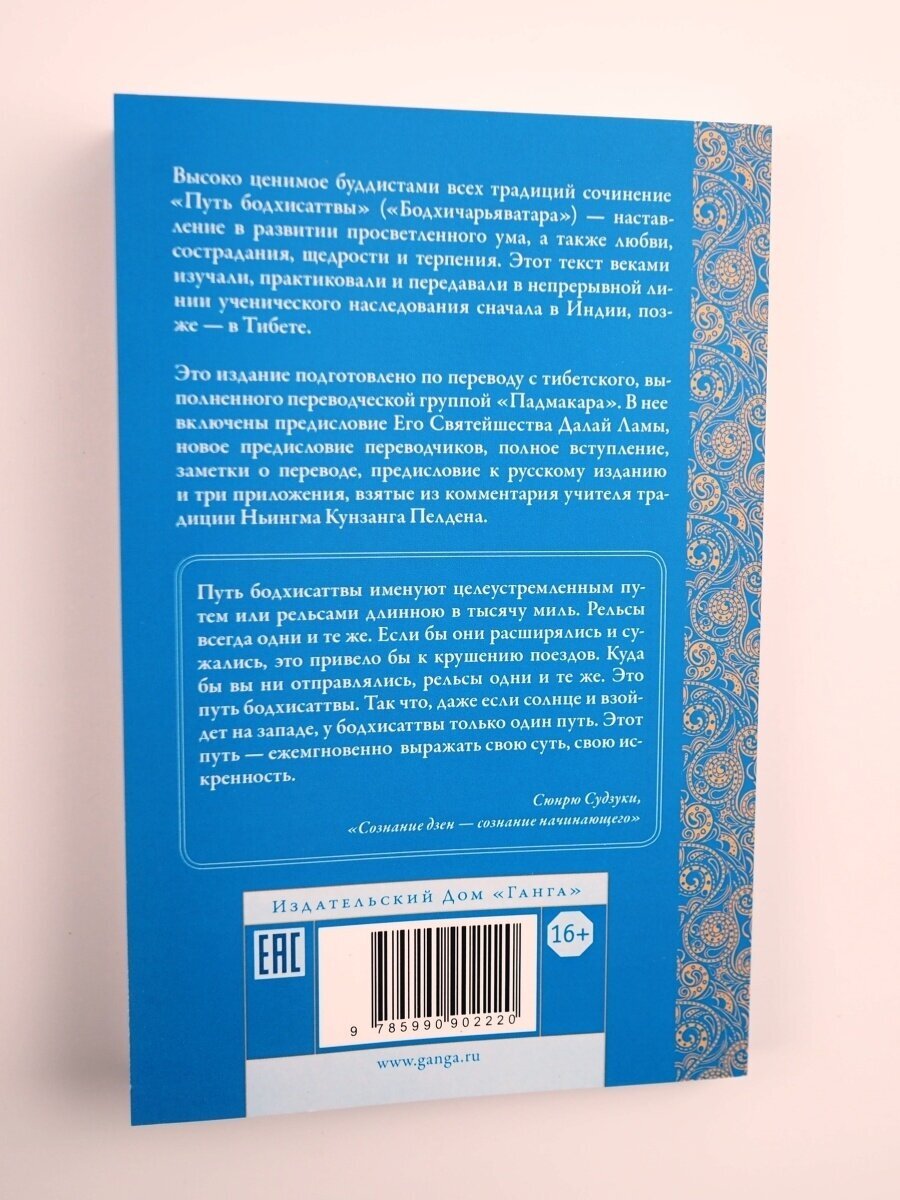 Высоко ценимое буддистами всех традиций сочинение
«Путь бодхисаттвы» («Бодхичарьяватара») — настав-
ление в развитии просветленного ума, а также любви,
сострадания, щедрости и терпения. Этот текст веками
изучали, практиковали и передавали в непрерывной ли-
нии ученического наследования сначала в Индии, поз-
же — в Тибете.
Это издание подготовлено по переводу с тибетского, вы-
полненного переводческой группой «Падмакара». В нее
включены предисловие Его Святейшества Далай Ламы,
новое предисловие переводчиков, полное вступление,
заметки о переводе, предисловие к русскому изданию
и три приложения, взятые из комментария учителя тра-
диции Ньингма Кунзанга Пелдена.
Путь бодхисаттвы именуют целеустремленным пу-
тем или рельсами длинною в тысячу миль. Рельсы
всегда одни и те же. Если бы они расширялись и су-
жались, это привело бы к крушению поездов. Куда
бы вы ни отправлялись, рельсы одни и те же. Это
путь бодхисаттвы. Так что, даже если солнце и взой-
дет на западе, у бодхисаттвы только один путь. Этот
путь — ежемгновенно выражать свою суть, свою ис-
кренность.
Сюнрю Судзуки,
«Сознание дзен — сознание начинающего»
Издательский Дом «Ганга»
EAC
16+
9 785990 902220
www.ganga.ru